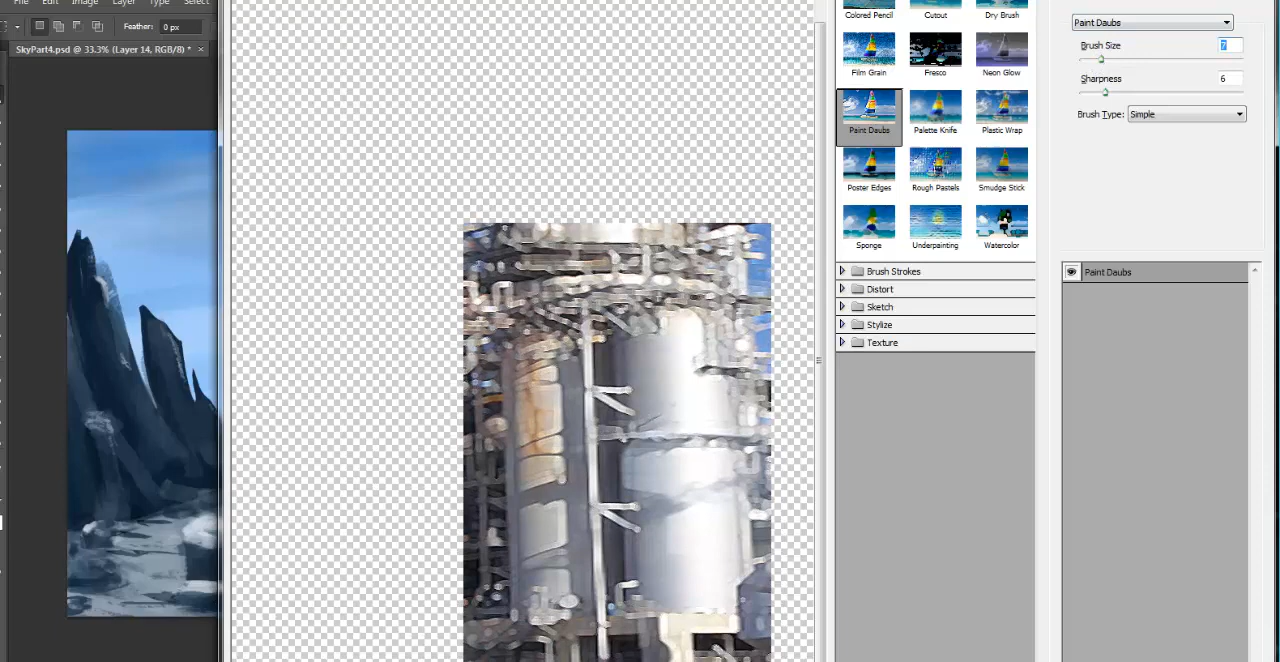 File Edit Image Layer Type Select
Feather: 0 px
SkyPart4.psd @ 33.3% (Layer 14, RGB/8) * ×
Colored Pencil Cutout Dry Brush
Film Grain Fresco Neon Glow
Paint Daubs Palette Knife Plastic Wrap
Poster Edges Rough Pastels Smudge Stick
Sponge Underpainting Watercolor
Brush Strokes
Distort
Sketch
Stylize
Texture
Paint Daubs
Brush Size 7
Sharpness 6
Brush Type: Simple
Paint Daubs